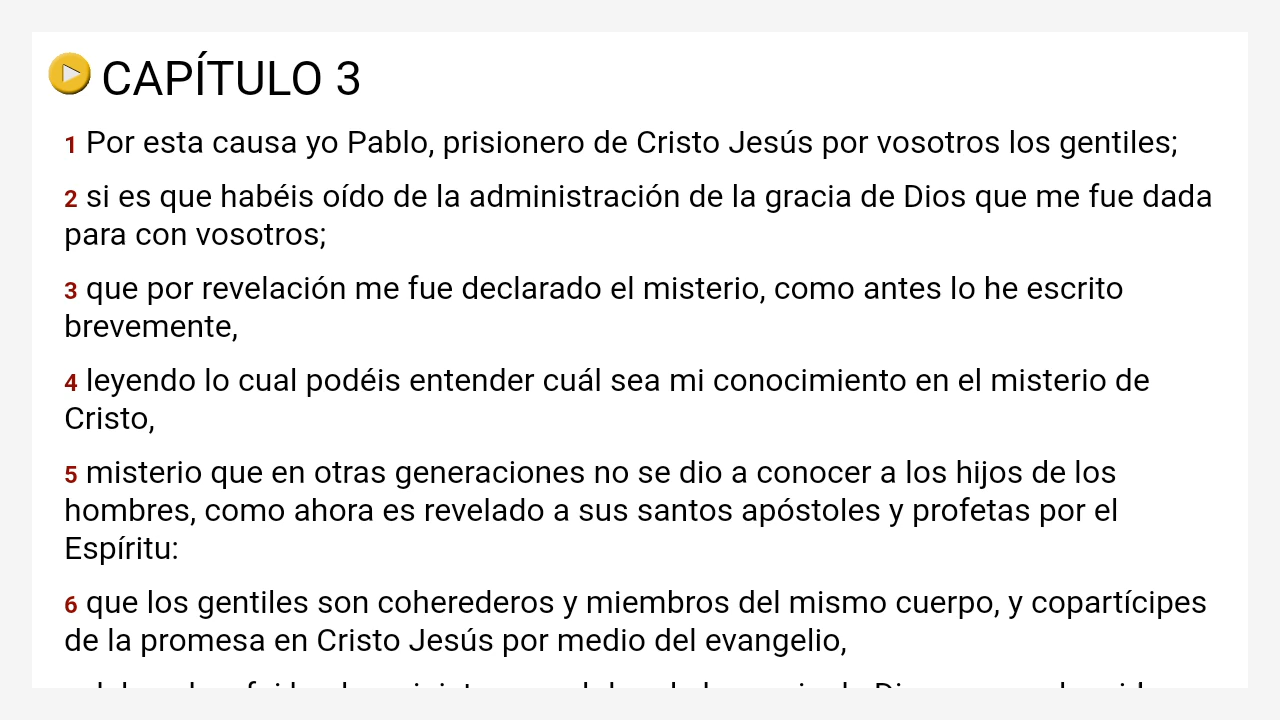 CAPÍTULO 3
1 Por esta causa yo Pablo, prisionero de Cristo Jesús por vosotros los gentiles;
2 si es que habéis oído de la administración de la gracia de Dios que me fue dada
para con vosotros;
3 que por revelación me fue declarado el misterio, como antes lo he escrito
brevemente,
4 leyendo lo cual podéis entender cuál sea mi conocimiento en el misterio de
Cristo,
5 misterio que en otras generaciones no se dio a conocer a los hijos de los
hombres, como ahora es revelado a sus santos apóstoles y profetas por el
Espíritu:
6 que los gentiles son coherederos y miembros del mismo cuerpo, y copartícipes
de la promesa en Cristo Jesús por medio del evangelio,